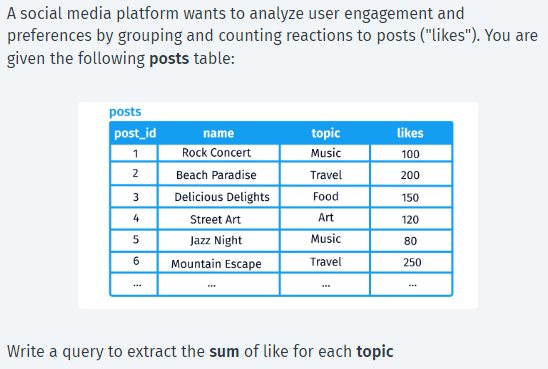 A social media platform wants to analyze user engagement and
preferences by grouping and counting reactions to posts ("likes"). You are
given the following posts table:
posts
post_id name topic likes
1 Rock Concert Music 100
2 Beach Paradise Travel 200
3 Delicious Delights Food 150
4 Street Art Art 120
5 Jazz Night Music 80
6 Mountain Escape Travel 250
... ... ... ...
Write a query to extract the sum of like for each topic